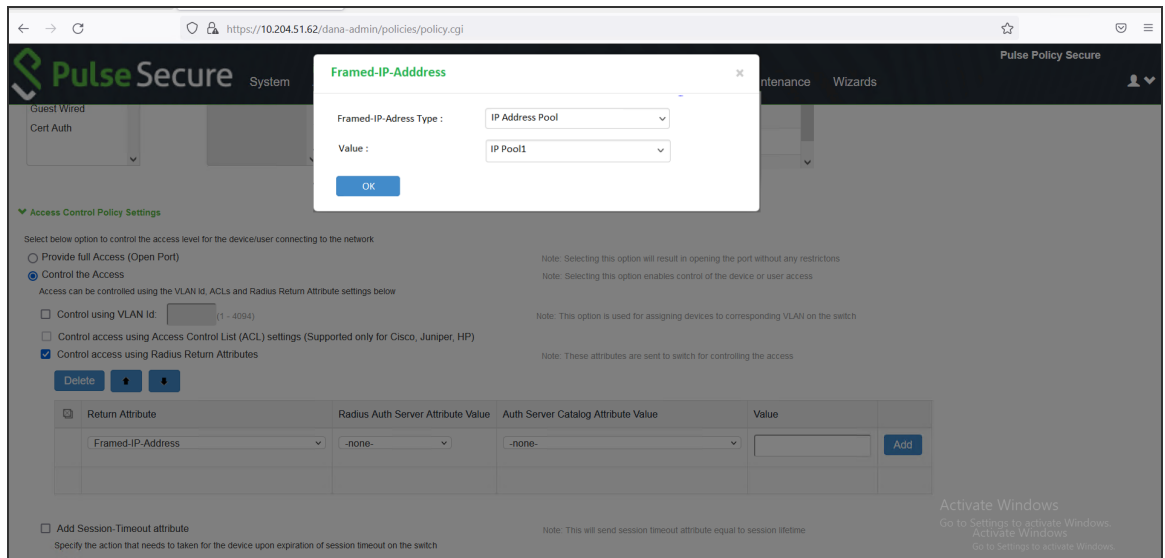 https://10.204.51.62/dana-admin/policies/policy.cgi
Pulse Policy Secure
Pulse Secure System ntenance Wizards
Framed-IP-Adddress ×
Framed-IP-Adress Type : IP Address Pool
Value : IP Pool1
OK
Guest Wired
Cert Auth
Access Control Policy Settings
Select below option to control the access level for the device/user connecting to the network
Provide full Access (Open Port) Note: Selecting this option will result in opening the port without any restrictons
Control the Access Note: Selecting this option enables control of the device or user access
Access can be controlled using the VLAN Id, ACLs and Radius Return Attribute settings below
Control using VLAN Id: (1 - 4094) Note: This option is used for assigning devices to corresponding VLAN on the switch
Control access using Access Control List (ACL) settings (Supported only for Cisco, Juniper, HP)
Control access using Radius Return Attributes Note: These attributes are sent to switch for controlling the access
Delete
Return Attribute Radius Auth Server Attribute Value Auth Server Catalog Attribute Value Value
Framed-IP-Address -none- -none- Add
Add Session-Timeout attribute Note: This will send session timeout attribute equal to session lifetime
Specify the action that needs to taken for the device upon expiration of session timeout on the switch
Activate Windows
Go to Settings to activate Windows.
Activate Windows
Go to Settings to activate Windows.